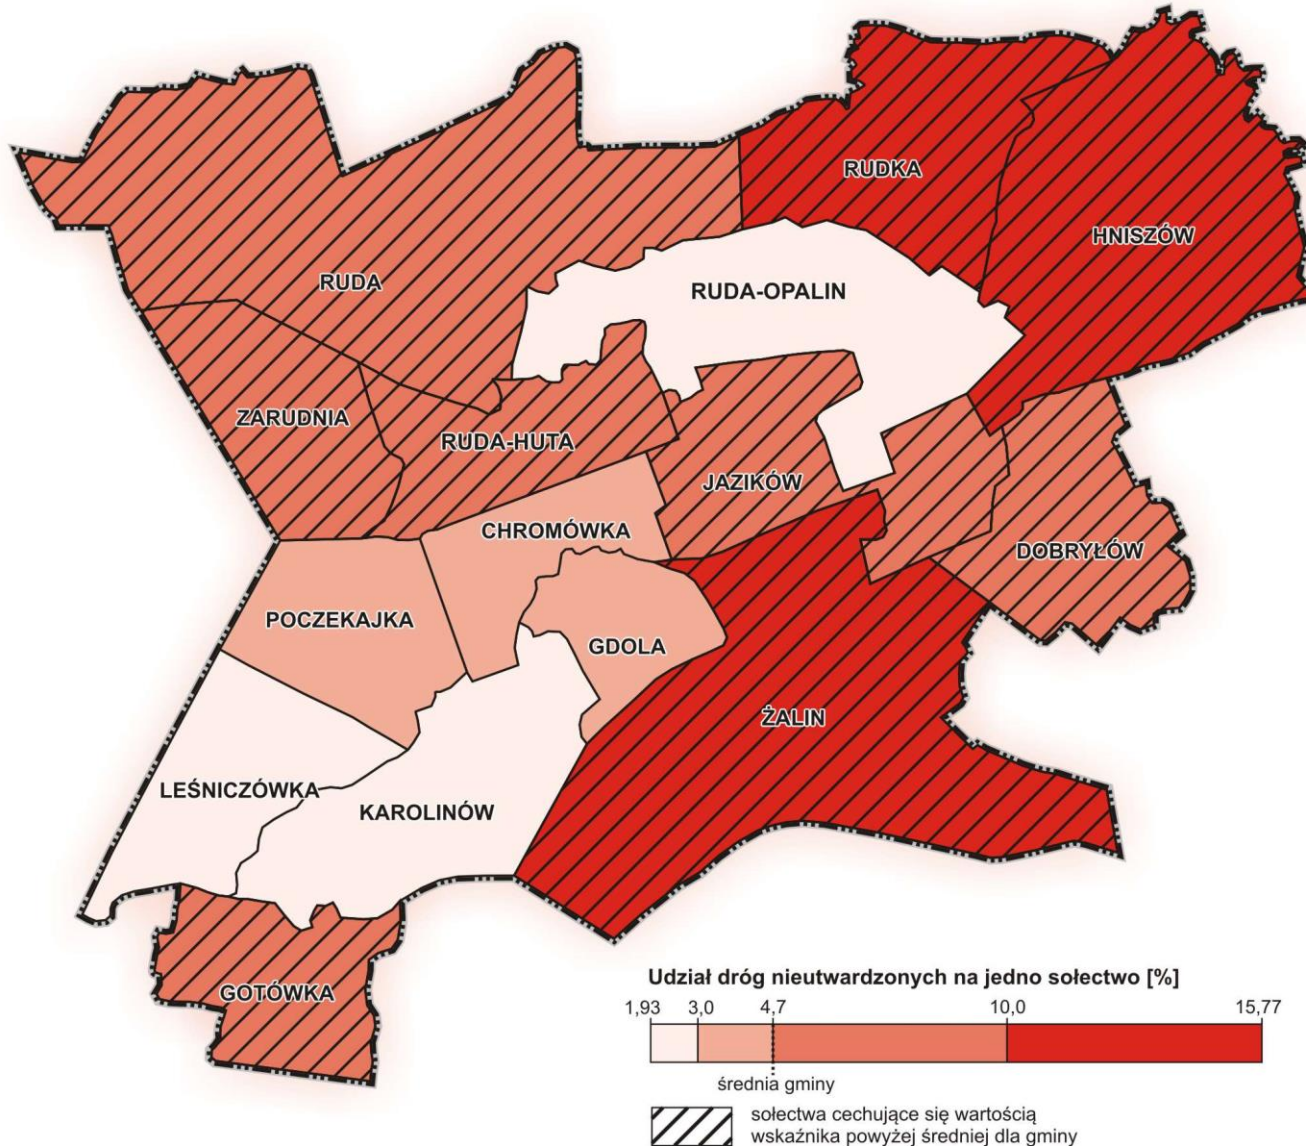 RUDKA
HNISZÓW
RUDA
RUDA-OPALIN
ZARUDNIA
RUDA-HUTA
JAZIKÓW
CHROMÓWKA
DOBRYŁÓW
POCZEKAJKA
GDOLA
ŻALIN
LEŚNICZÓWKA
KAROLINÓW
GOTÓWKA
Udział dróg nieutwardzonych na jedno sołectwo [%]
1,93 3,0 4,7 10,0 15,77
średnia gminy
sołectwa cechujące się wartością
wskaźnika powyżej średniej dla gminy